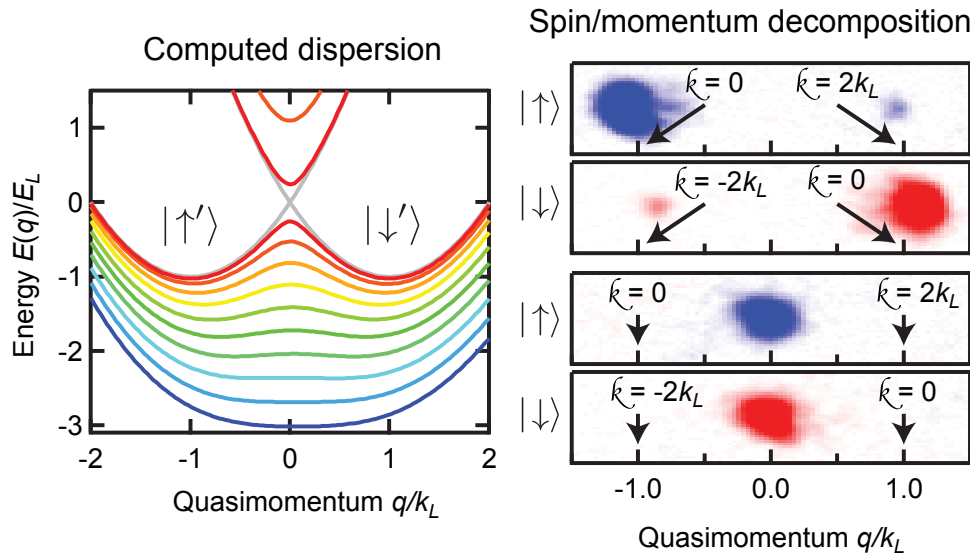 Computed dispersion
Energy E(q)/E_L
1
0
-1
-2
-3
|↑′⟩
|↓′⟩
-2
-1
0
1
2
Quasimomentum q/k_L
Spin/momentum decomposition
|↑⟩
k = 0
k = 2k_L
|↓⟩
k = -2k_L
k = 0
|↑⟩
k = 0
k = 2k_L
|↓⟩
k = -2k_L
k = 0
-1.0
0.0
1.0
Quasimomentum q/k_L